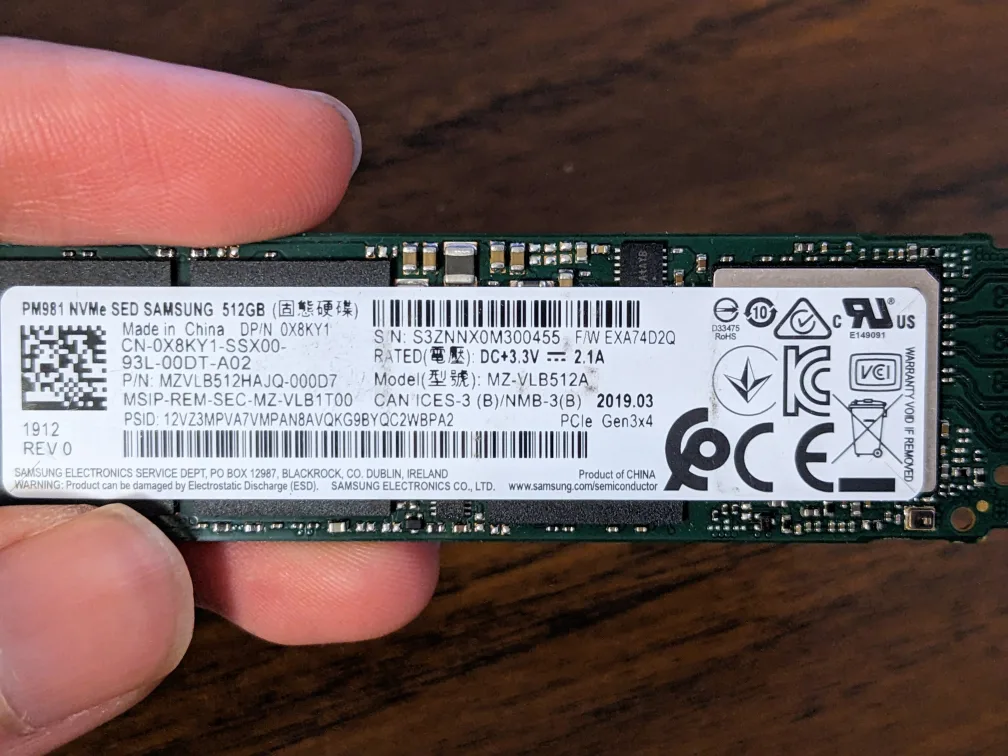 PM981 NVMe SED SAMSUNG 512GB (固態硬碟)
Made in China DP/N 0X8KY1
CN-0X8KY1-SSX00-
93L-00DT-A02
P/N: MZVLB512HAJQ-000D7
MSIP-REM-SEC-MZ-VLB1T00
PSID: 12VZ3MPVA7VMPAN8AVQKG9BYQC2WBPA2
1912
REV 0
S/N: S3ZNNX0M300455 F/W EXA74D2Q
RATED(電壓): DC+3.3V ⎓ 2.1A
Model(型號): MZ-VLB512A
CAN ICES-3 (B)/NMB-3(B) 2019.03
PCIe Gen3x4
SAMSUNG ELECTRONICS SERVICE DEPT, PO BOX 12987, BLACKROCK, CO. DUBLIN, IRELAND
WARNING: Product can be damaged by Electrostatic Discharge (ESD). SAMSUNG ELECTRONICS CO., LTD.
Product of CHINA
www.samsung.com/semiconductor
D33475
RoHS
10
c RU US
E149091
VCI
KC
CE
WARRANTY VOID IF REMOVED